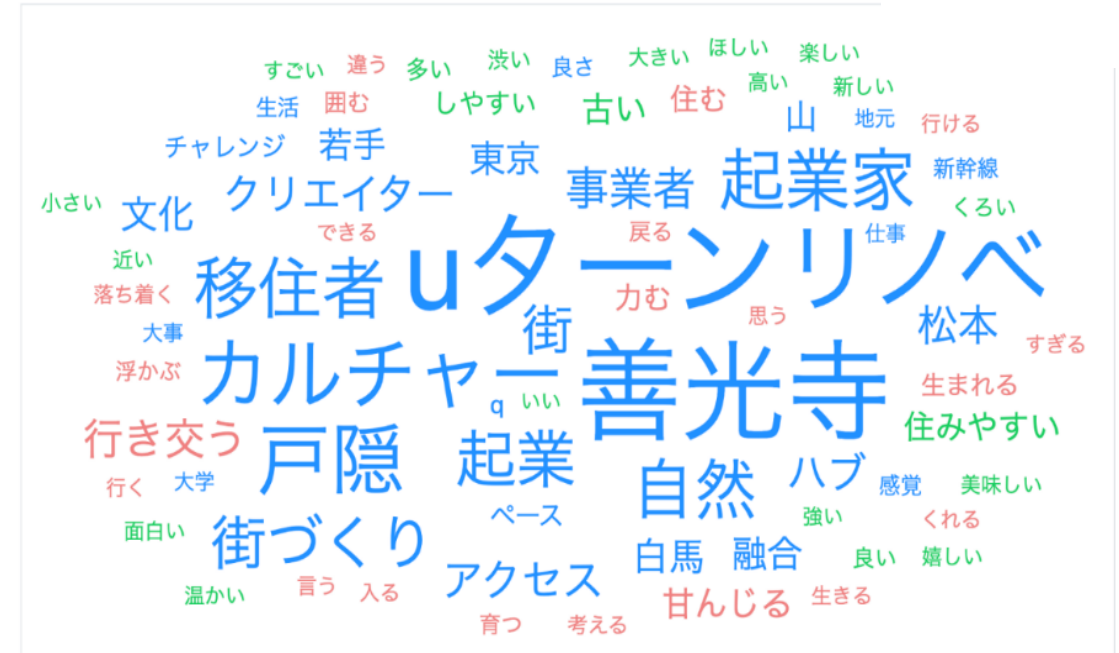 すごい
違う
多い
渋い
良さ
大きい
ほしい
楽しい
生活
囲む
しやすい
古い
住む
高い
新しい
チャレンジ
若手
東京
山
地元
行ける
小さい
文化
クリエイター
事業者
起業家
新幹線
くろい
できる
戻る
仕事
近い
移住者
uターン
リノベ
落ち着く
力む
大事
街
思う
松本
すぎる
浮かぶ
カルチャー
q
いい
善光寺
生まれる
行き交う
戸隠
起業
住みやすい
行く
大学
自然
ハブ
感覚
美味しい
面白い
街づくり
ペース
強い
くれる
白馬
融合
良い
嬉しい
温かい
言う
入る
アクセス
甘んじる
生きる
育つ
考える